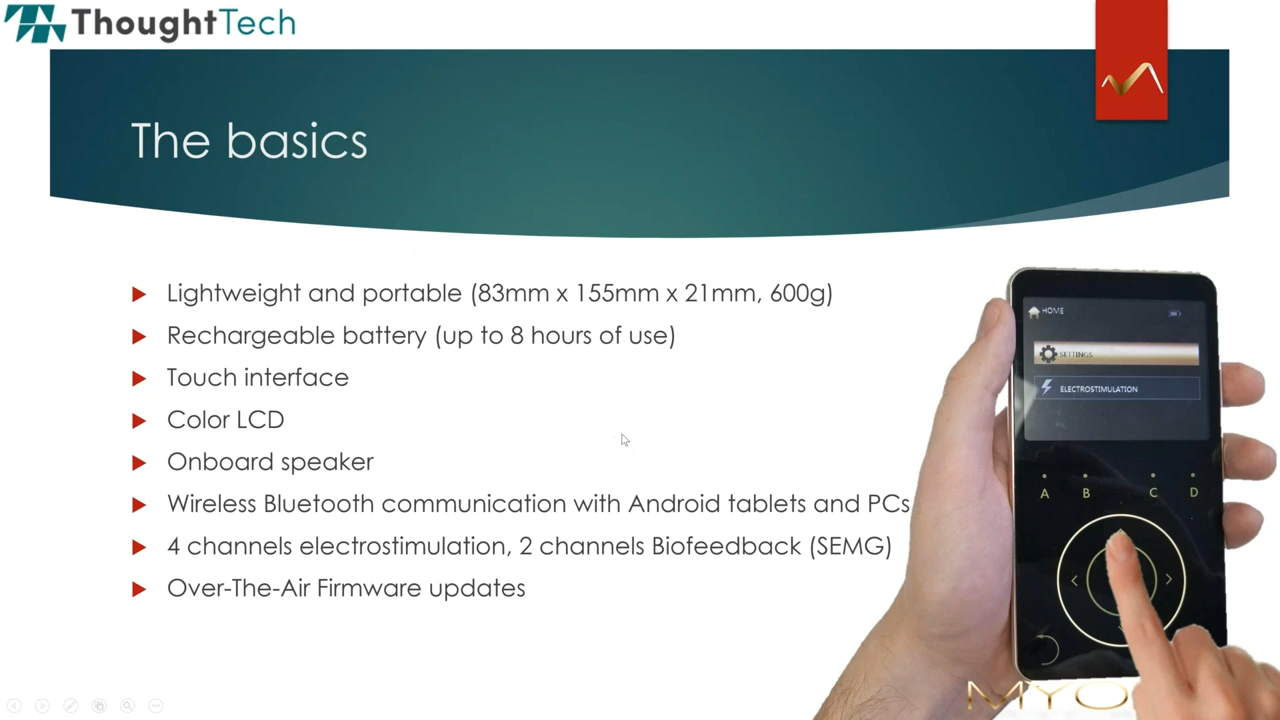 ThoughtTech
The basics
Lightweight and portable (83mm x 155mm x 21mm, 600g)
Rechargeable battery (up to 8 hours of use)
Touch interface
Color LCD
Onboard speaker
Wireless Bluetooth communication with Android tablets and PCs
4 channels electrostimulation, 2 channels Biofeedback (SEMG)
Over-The-Air Firmware updates
HOME
SETTINGS
ELECTROSTIMULATION
A B C D
MYO